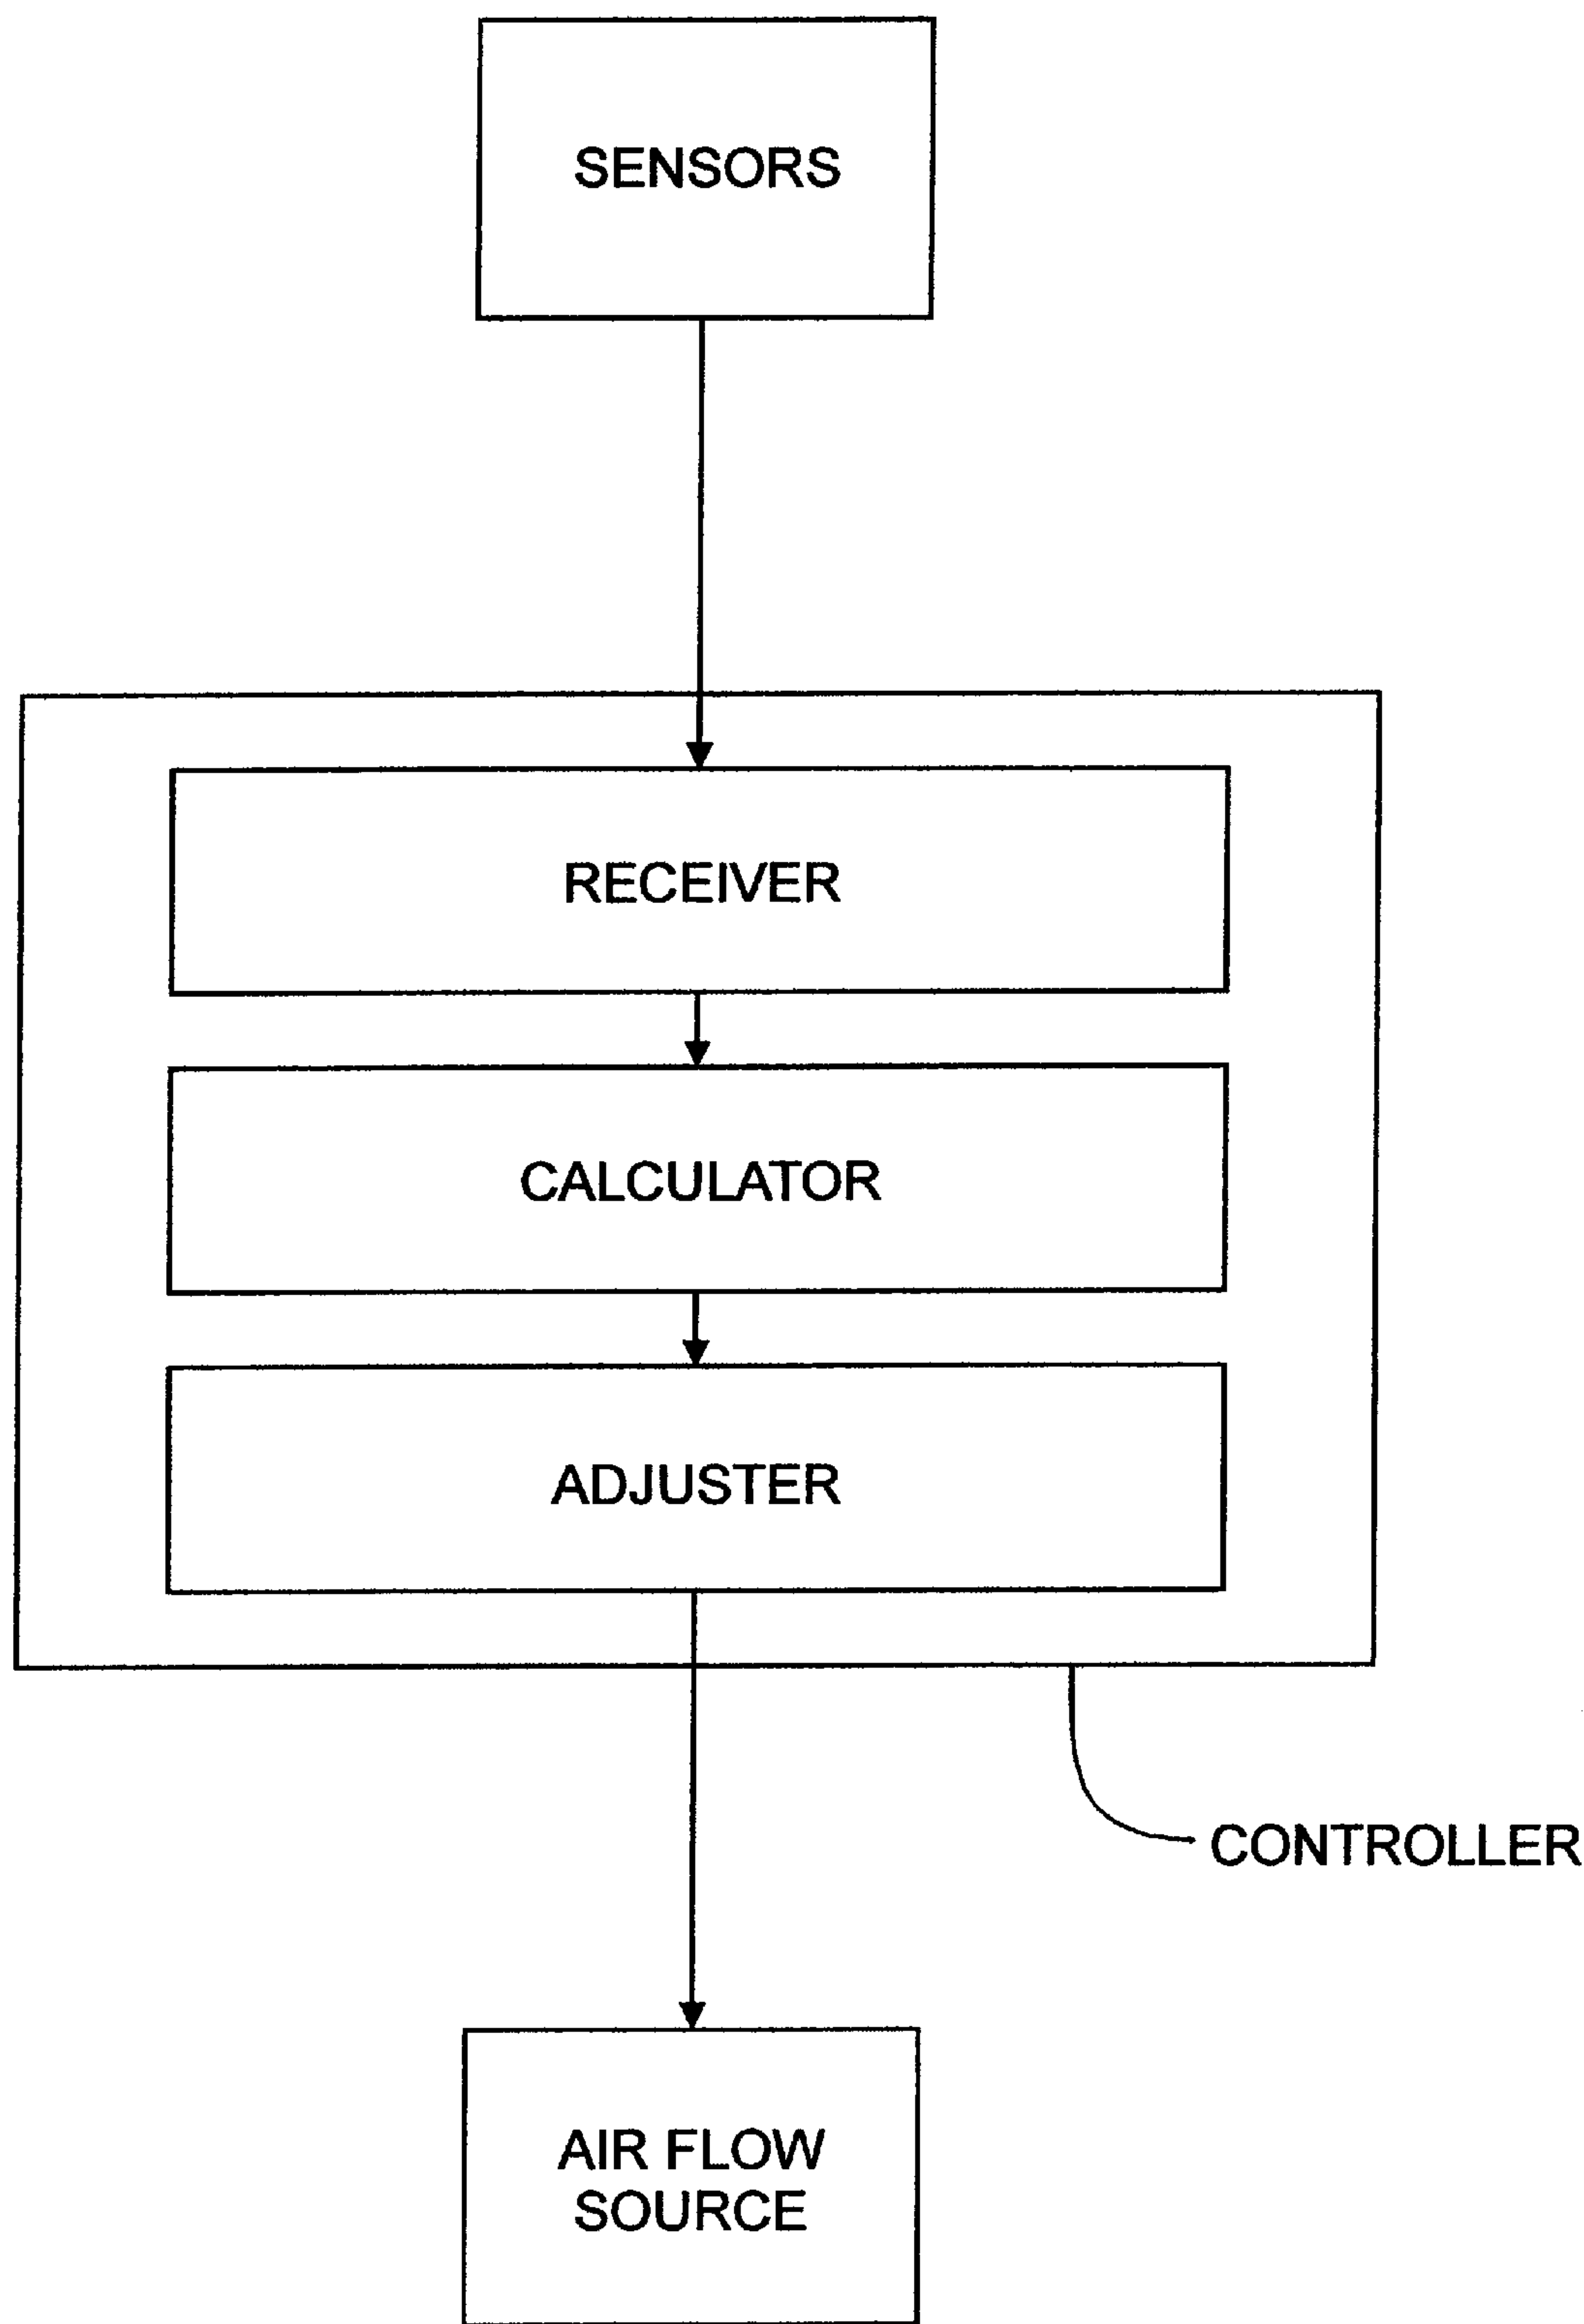 SENSORS
RECEIVER
CALCULATOR
ADJUSTER
CONTROLLER
AIR FLOW
SOURCE